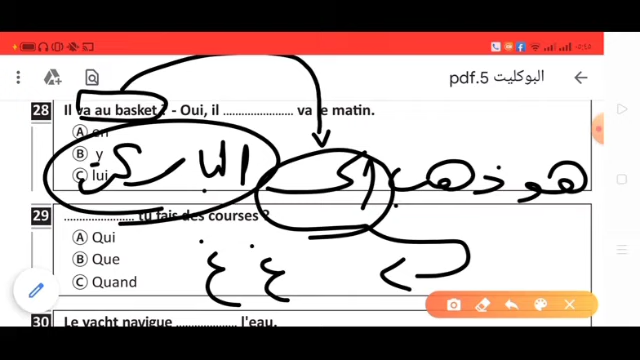 البوكليت 5.pdf
28 Il va au basket ? - Oui, il ........................ va le matin.
A en
B y
C lui
هو ذهب إلى الباسكت
29 ........................ tu fais des courses ?
A Qui
B Que
C Quand
30 Le yacht navigue ..................... l'eau.